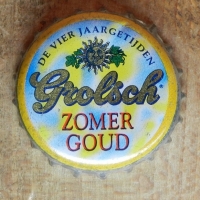 DE VIER JAARGETIJDEN
Grolsch
ZOMER
GOUD